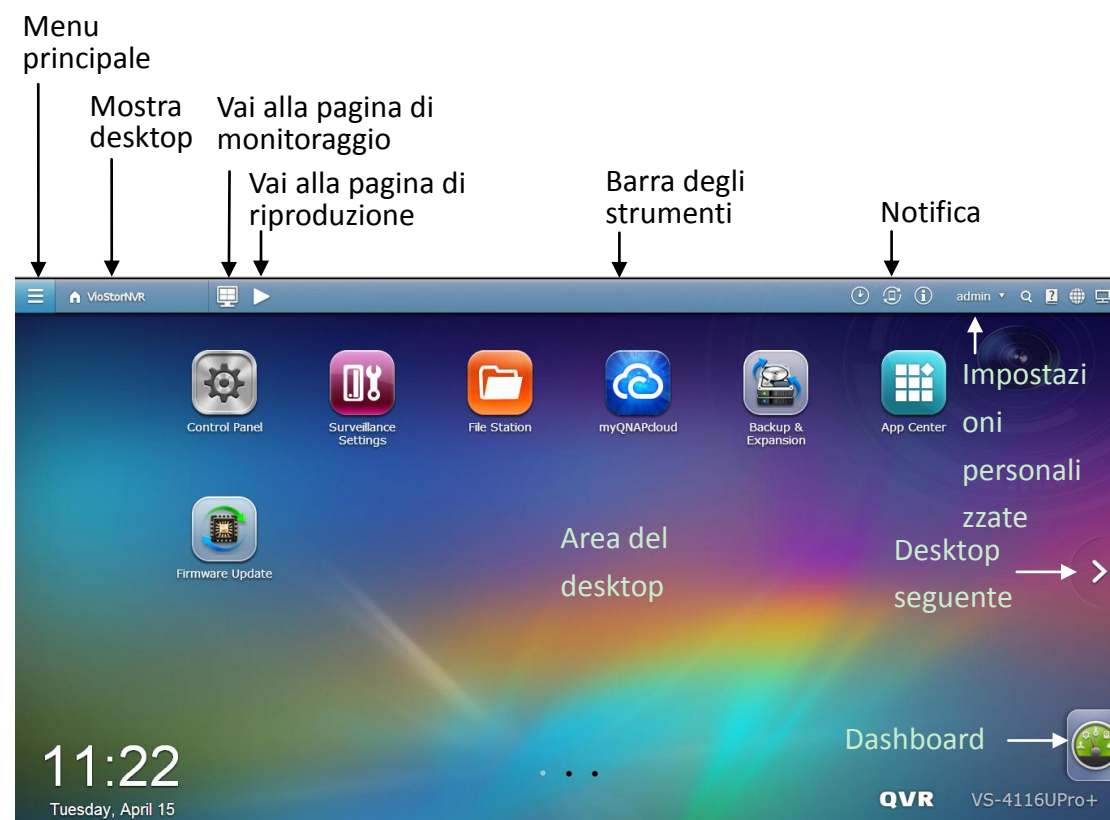 Menu
principale
Mostra
desktop
Vai alla pagina di
monitoraggio
Vai alla pagina di
riproduzione
Barra degli
strumenti
Notifica
VioStorNVR
admin
Control Panel
Surveillance
Settings
File Station
myQNAPcloud
Backup &
Expansion
App Center
Impostazi
oni
personali
zzate
Firmware Update
Area del
desktop
Desktop
seguente
Dashboard
11:22
Tuesday, April 15
QVR
VS-4116UPro+